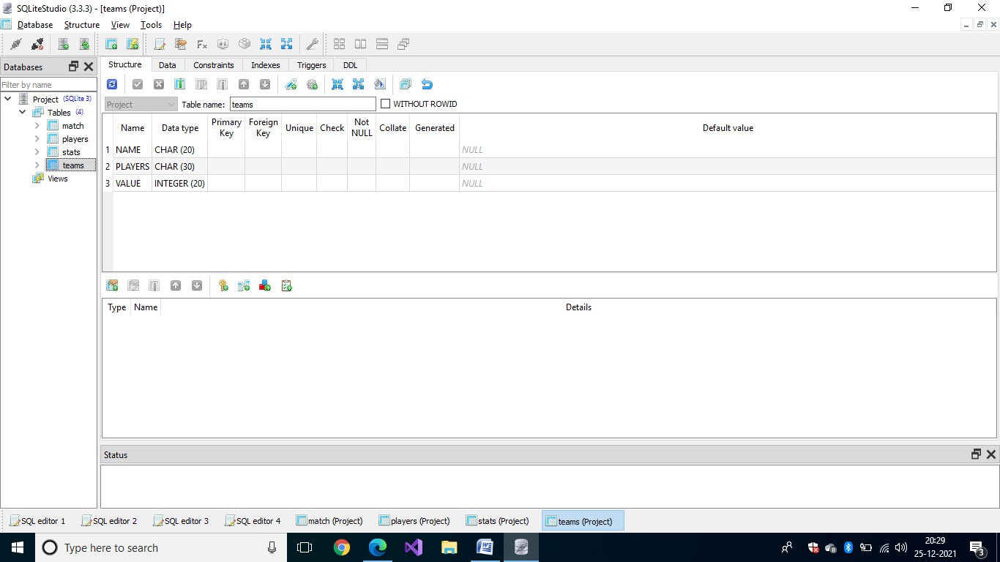 SQLiteStudio (3.3.3) - [teams (Project)]
Database Structure View Tools Help
Databases
Filter by name
Project (SQLite 3)
Tables (4)
match
players
stats
teams
Views
Structure Data Constraints Indexes Triggers DDL
Project Table name: teams WITHOUT ROWID
Name Data type Primary Key Foreign Key Unique Check Not NULL Collate Generated Default value
1 NAME CHAR (20) NULL
2 PLAYERS CHAR (30) NULL
3 VALUE INTEGER (20) NULL
Type Name Details
Status
SQL editor 1 SQL editor 2 SQL editor 3 SQL editor 4 match (Project) players (Project) stats (Project) teams (Project)
Type here to search
20:29
25-12-2021
3